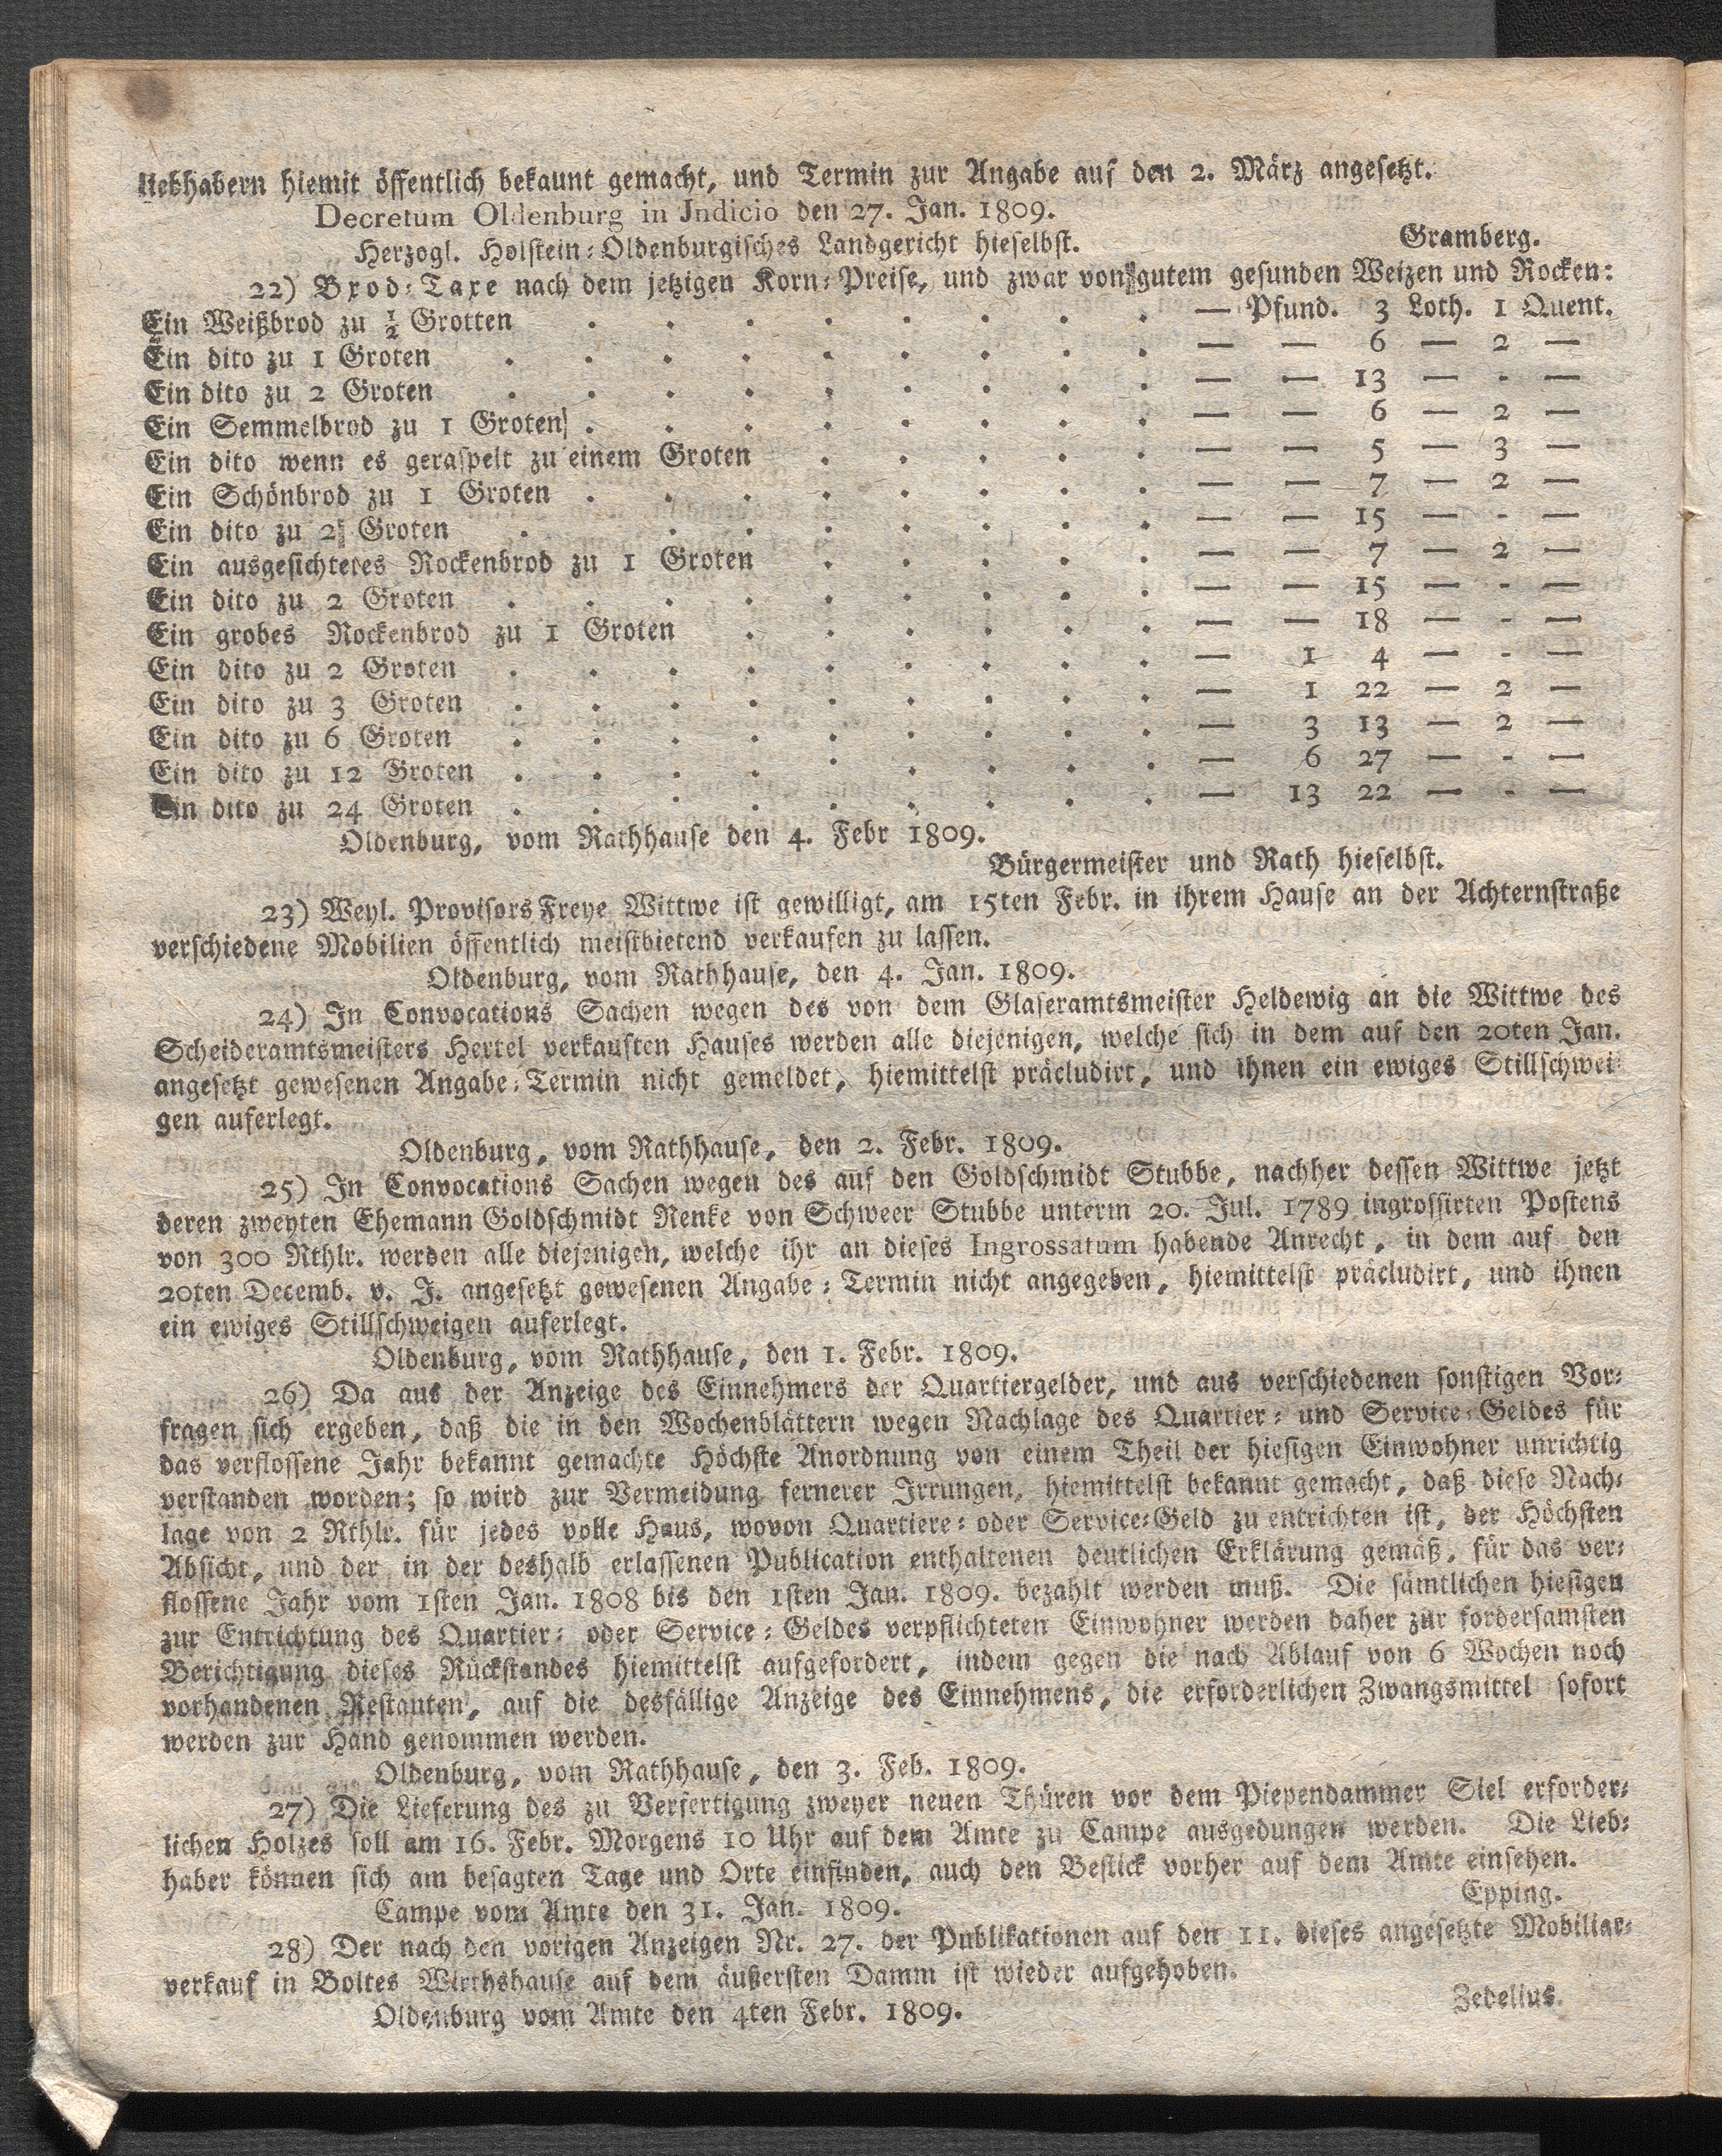 liebhabern hiemit öffentlich bekaunt gemacht, und Termin zur Angabe auf den 2. März angesetzt.
Decretum Oldenburg in Judicio den 27. Jan. 1809.
Herzogl. Holstein-Oldenburgisches Landgericht hieselbst. Gramberg.
22) Brod-Taxe nach dem jetzigen Korn-Preise, und zwar von gutem gesunden Weizen und Rocken:
Ein Weißbrod zu ½ Grotten . . . . . . . . — Pfund. 3 Loth. 1 Quent.
Ein dito zu 1 Groten . . . . . . . . . — — 6 — 2 —
Ein dito zu 2 Groten . . . . . . . . . — — 13 — - —
Ein Semmelbrod zu 1 Groten . . . . . . . . — — 6 — 2 —
Ein dito wenn es geraspelt zu einem Groten . . . . . — — 5 — 3 —
Ein Schönbrod zu 1 Groten . . . . . . . . — — 7 — 2 —
Ein dito zu 2 Groten . . . . . . . . — — 15 — - —
Ein ausgesichtetes Rockenbrod zu 1 Groten . . . . . — — 7 — 2 —
Ein dito zu 2 Groten . . . . . . . . . — — 15 — - —
Ein grobes Rockenbrod zu 1 Groten . . . . . . — — 18 — - —
Ein dito zu 2 Groten . . . . . . . . . — 1 4 — - —
Ein dito zu 3 Groten . . . . . . . . . — 1 22 — 2 —
Ein dito zu 6 Groten . . . . . . . . . — 3 13 — 2 —
Ein dito zu 12 Groten . . . . . . . . . — 6 27 — - —
Ein dito zu 24 Groten . . . . . . . . . — 13 22 — - —
Oldenburg, vom Rathhause den 4. Febr 1809.
Bürgermeister und Rath hieselbst.
23) Weyl. Provisors Freye Wittwe ist gewilligt, am 15ten Febr. in ihrem Hause an der Achternstraße
verschiedene Mobilien öffentlich meistbietend verkaufen zu lassen.
Oldenburg, vom Rathhause, den 4. Jan. 1809.
24) In Convocations Sachen wegen des von dem Glaseramtsmeister Heldewig an die Wittwe des
Scheideramtsmeisters Hertel verkauften Hauses werden alle diejenigen, welche sich in dem auf den 20ten Jan.
angesetzt gewesenen Angabe-Termin nicht gemeldet, hiemittelst präcludirt, und ihnen ein ewiges Stillschwei-
gen auferlegt.
Oldenburg, vom Rathhause, den 2. Febr. 1809.
25) In Convocations Sachen wegen des auf den Goldschmidt Stubbe, nachher dessen Wittwe jetzt
deren zweyten Ehemann Goldschmidt Renke von Schweer Stubbe unterm 20. Jul. 1789 ingrossirten Postens
von 300 Rthlr. werden alle diejenigen, welche ihr an dieses Ingrossatum habende Anrecht, in dem auf den
20ten Decemb. v. J. angesetzt gewesenen Angabe-Termin nicht angegeben, hiemittelst präcludirt, und ihnen
ein ewiges Stillschweigen auferlegt.
Oldenburg, vom Rathhause, den 1. Febr. 1809.
26) Da aus der Anzeige des Einnehmers der Quartiergelder, und aus verschiedenen sonstigen Vor-
fragen sich ergeben, daß die in den Wochenblättern wegen Nachlage des Quartier- und Service-Geldes für
das verflossene Jahr bekannt gemachte Höchste Anordnung von einem Theil der hiesigen Einwohner unrichtig
verstanden worden; so wird zur Vermeidung fernerer Irrungen, hiemittelst bekannt gemacht, daß diese Nach-
lage von 2 Rthlr. für jedes volle Haus, wovon Quartiere- oder Service-Geld zu entrichten ist, der Höchsten
Absicht, und der in der deshalb erlassenen Publication enthaltenen deutlichen Erklärung gemäß, für das ver-
flossene Jahr vom 1sten Jan. 1808 bis den 1sten Jan. 1809. bezahlt werden muß. Die sämtlichen hiesigen
zur Entrichtung des Quartier- oder Service-Geldes verpflichteten Einwohner werden daher zur fordersamsten
Berichtigung dieses Rückstandes hiemittelst aufgefordert, indem gegen die nach Ablauf von 6 Wochen noch
vorhandenen Restanten, auf die desfällige Anzeige des Einnehmens, die erforderlichen Zwangsmittel sofort
werden zur Hand genommen werden.
Oldenburg, vom Rathhause, den 3. Feb. 1809.
27) Die Lieferung des zu Verfertigung zweyer neuen Thüren vor dem Piependammer Siel erforder-
lichen Holzes soll am 16. Febr. Morgens 10 Uhr auf dem Amte zu Campe ausgedungen werden. Die Lieb-
haber können sich am besagten Tage und Orte einfinden, auch den Bestick vorher auf dem Amte einsehen.
Campe vom Amte den 31. Jan. 1809. Epping.
28) Der nach den vorigen Anzeigen Nr. 27. der Publikationen auf den 11. dieses angesetzte Mobiliar-
verkauf in Boltes Wirthshause auf dem äußersten Damm ist wieder aufgehoben.
Oldenburg vom Amte den 4ten Febr. 1809. Zedelius.